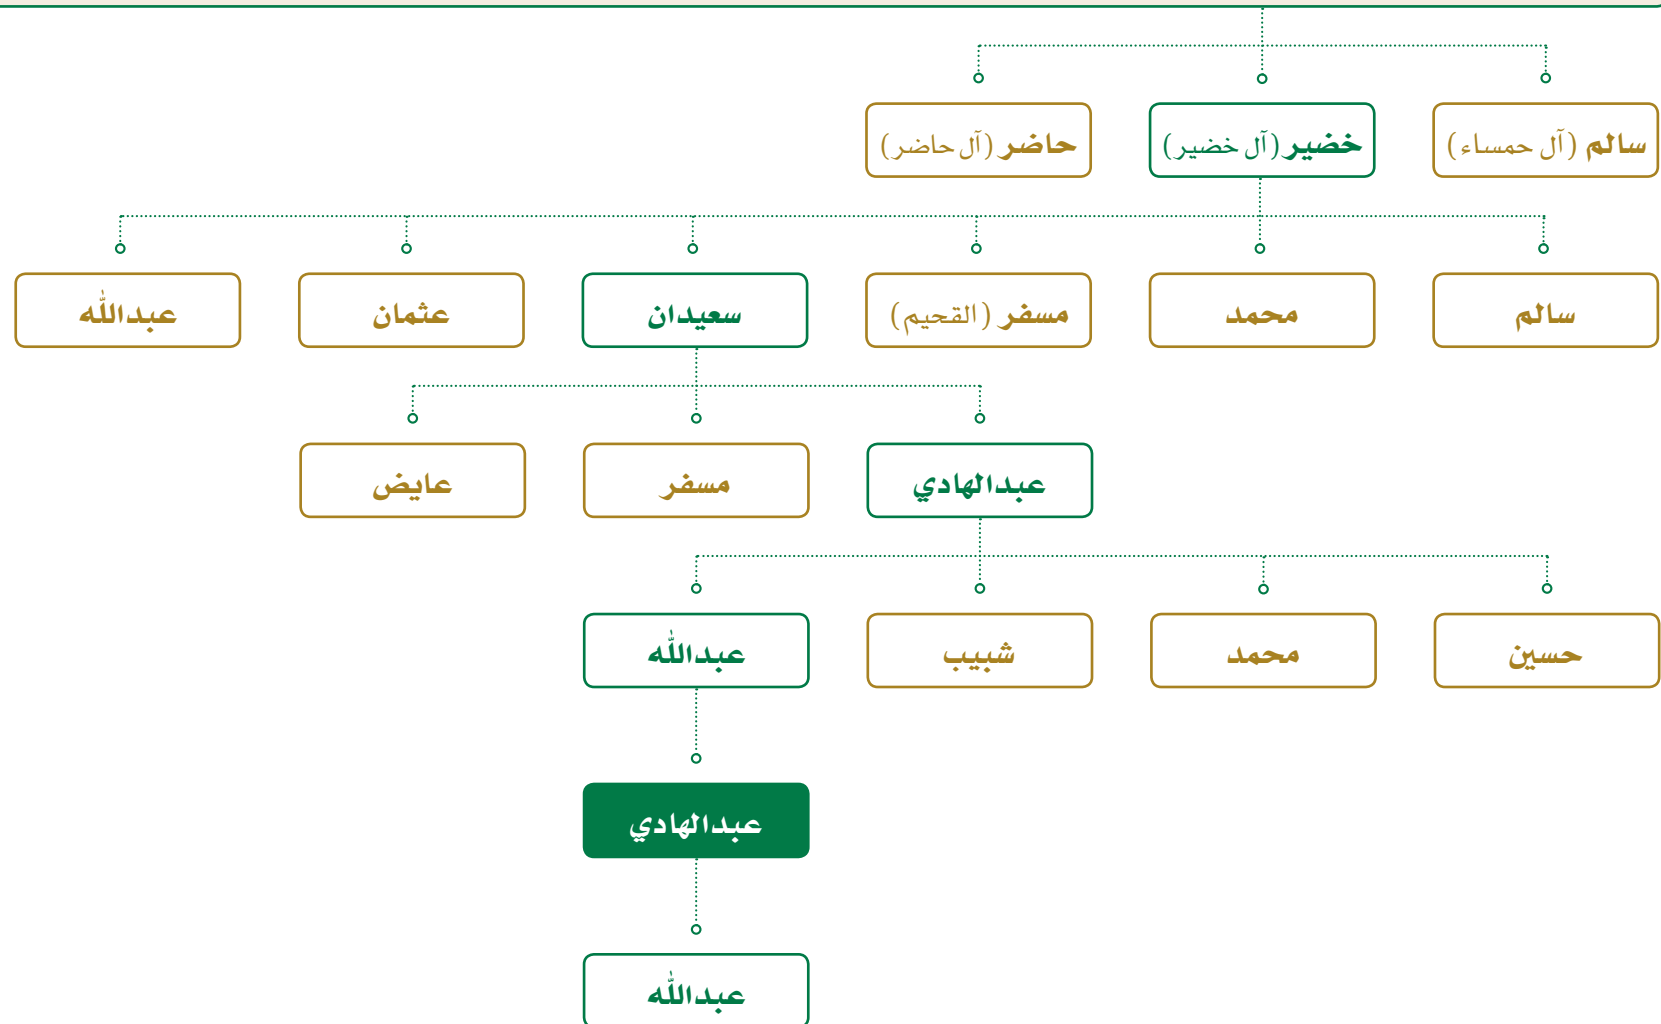 سالم (آل حمساء)
خضير (آل خضير)
حاضر (آل حاضر)
سالم
محمد
مسفر (القحيم)
سعيدان
عثمان
عبدالله
عبدالهادي
مسفر
عايض
حسين
محمد
شبيب
عبدالله
عبدالهادي
عبدالله